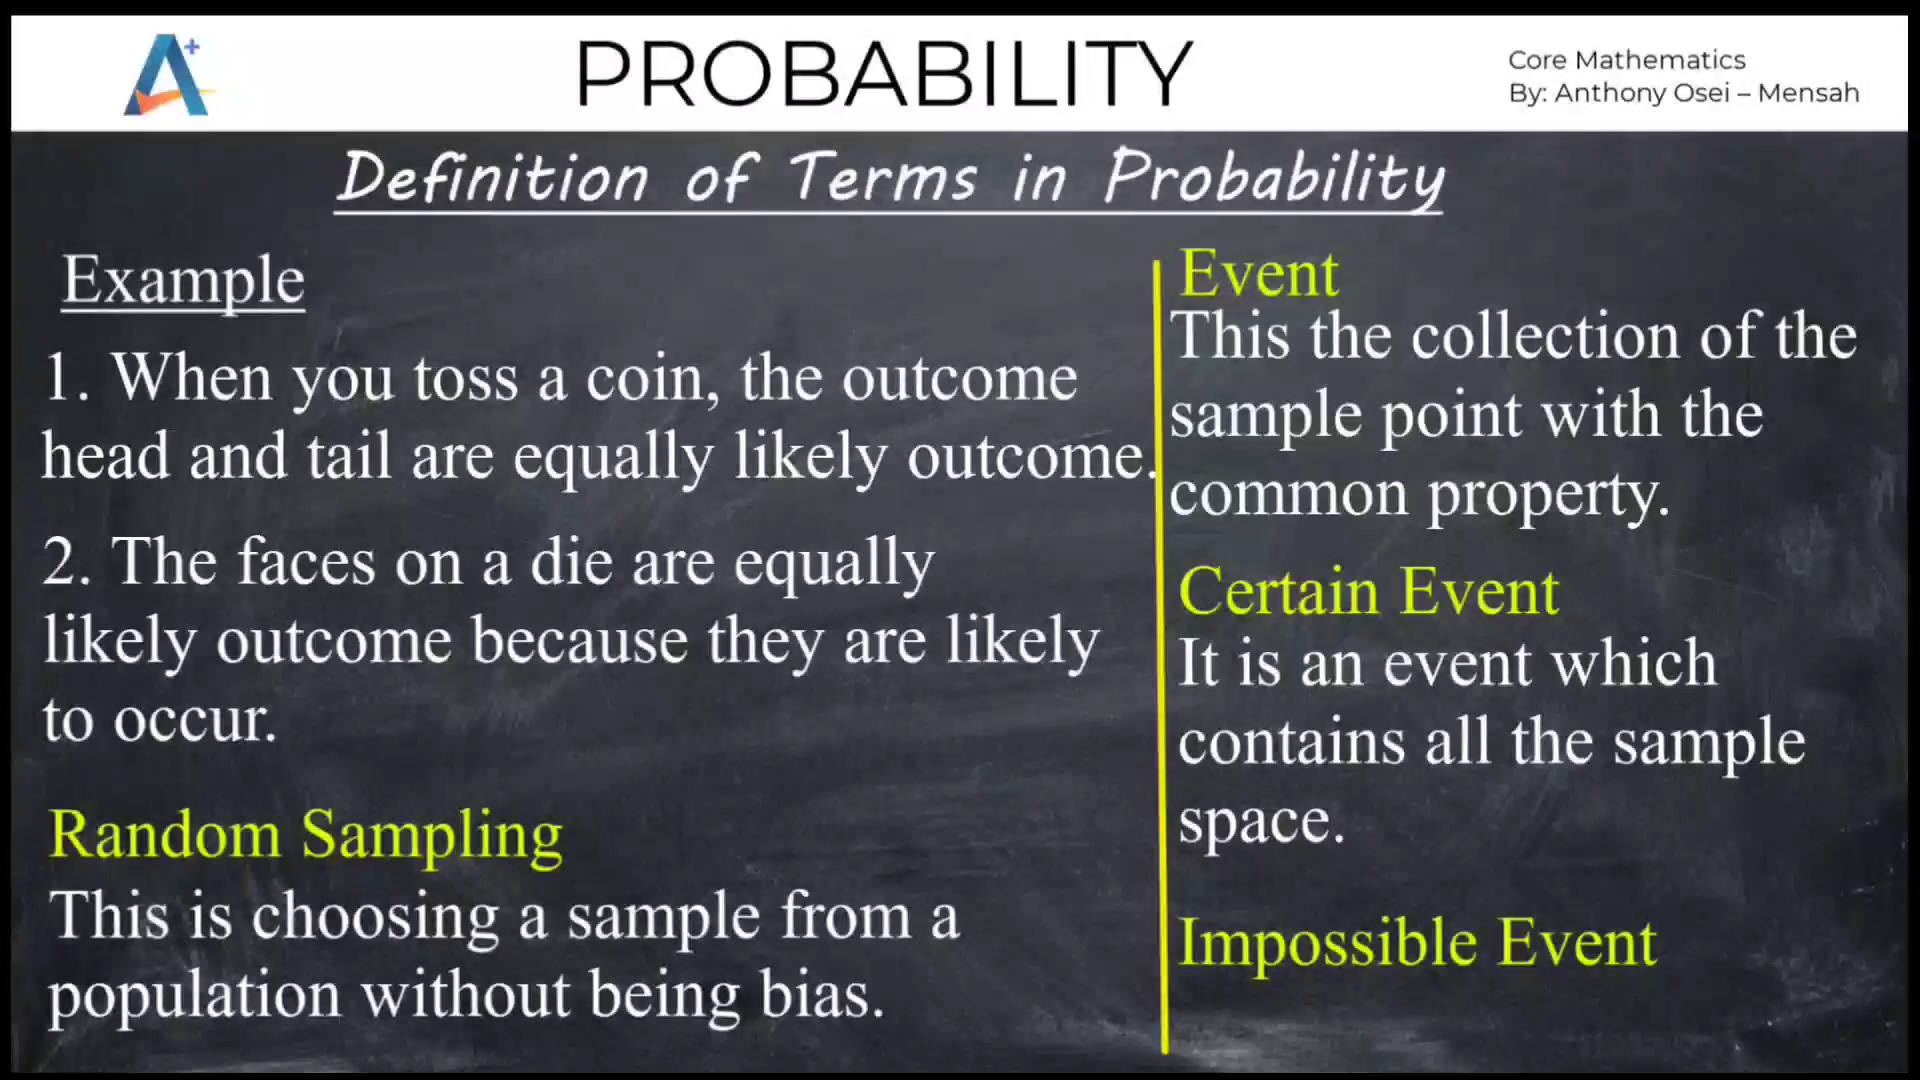 PROBABILITY
Core Mathematics
By: Anthony Osei – Mensah
Definition of Terms in Probability
Example
1. When you toss a coin, the outcome
head and tail are equally likely outcome.
2. The faces on a die are equally
likely outcome because they are likely
to occur.
Random Sampling
This is choosing a sample from a
population without being bias.
Event
This the collection of the
sample point with the
common property.
Certain Event
It is an event which
contains all the sample
space.
Impossible Event